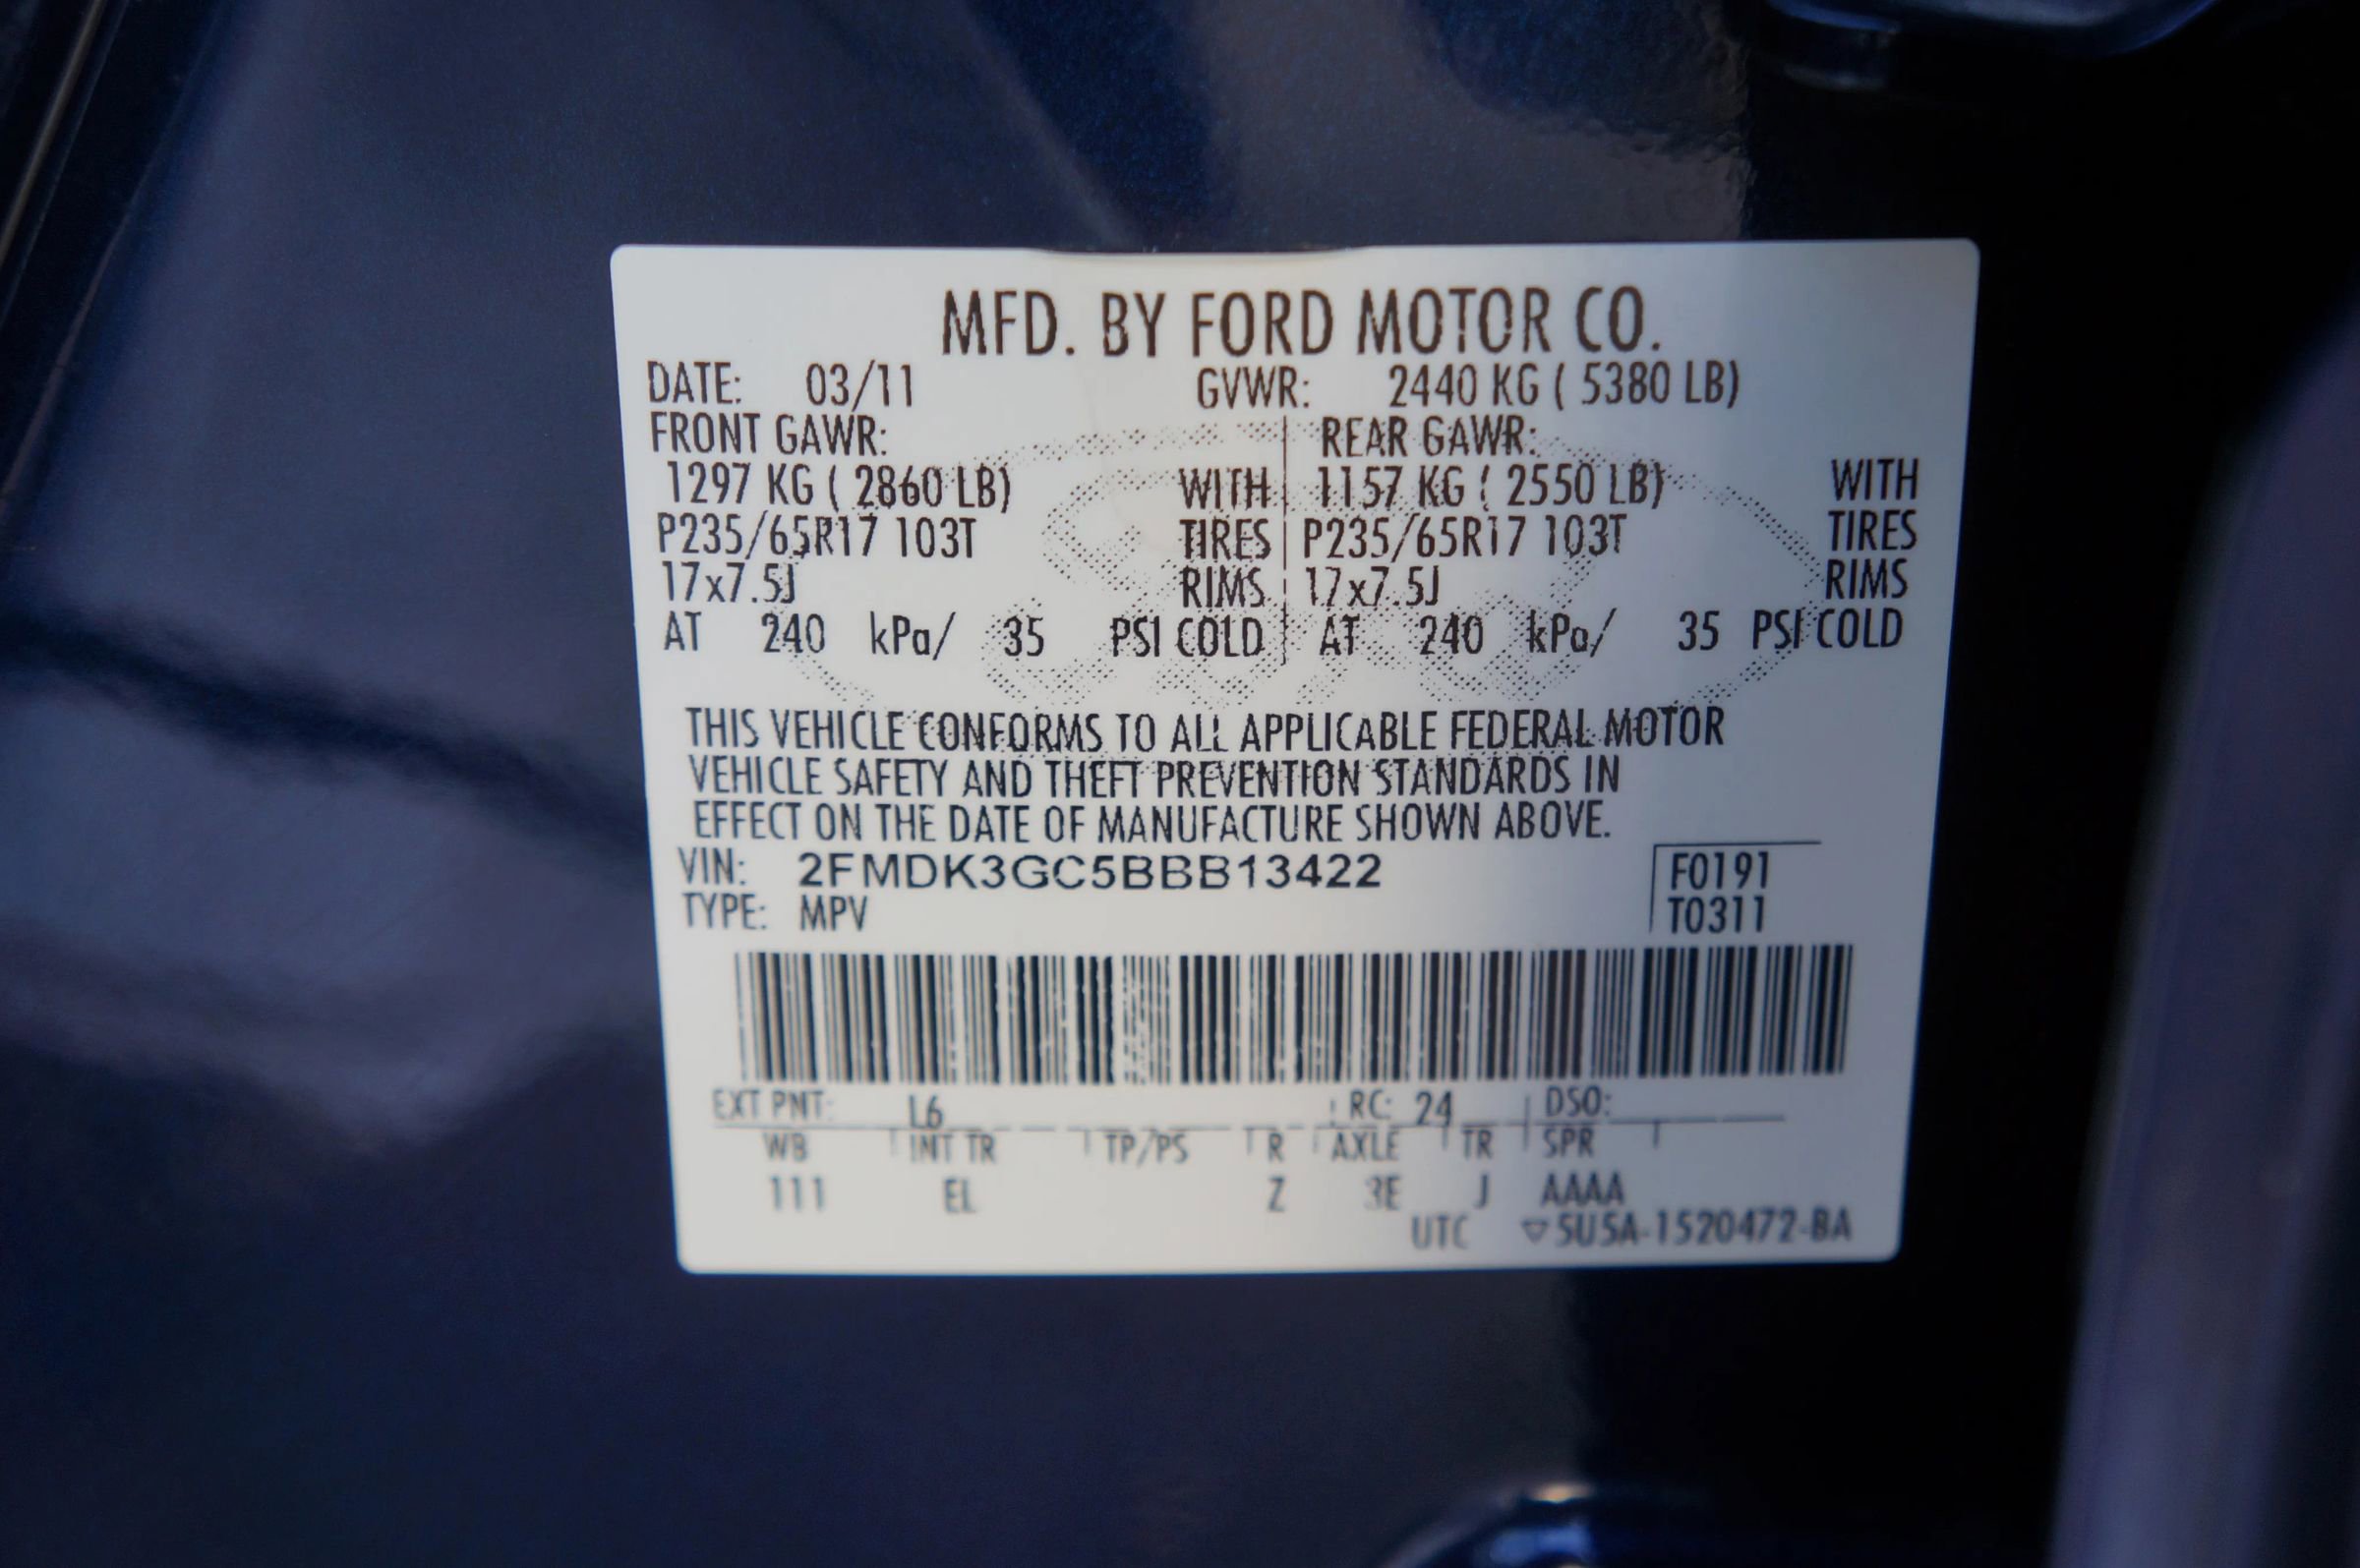 MFD. BY FORD MOTOR CO.
DATE: 03/11 GVWR: 2440 KG ( 5380 LB)
FRONT GAWR: REAR GAWR:
1297 KG ( 2860 LB) WITH 1157 KG ( 2550 LB) WITH
P235/65R17 103T TIRES P235/65R17 103T TIRES
17x7.5J RIMS 17x7.5J RIMS
AT 240 kPa/ 35 PSI COLD AT 240 kPa/ 35 PSI COLD
THIS VEHICLE CONFORMS TO ALL APPLICABLE FEDERAL MOTOR
VEHICLE SAFETY AND THEFT PREVENTION STANDARDS IN
EFFECT ON THE DATE OF MANUFACTURE SHOWN ABOVE.
VIN: 2FMDK3GC5BBB13422 F0191
TYPE: MPV T0311
EXT PNT: L6 RC: 24 DSO:
WB INT TR TP/PS R AXLE TR SPR
111 EL Z 3E J AAAA
UTC ▽5U5A-1520472-BA